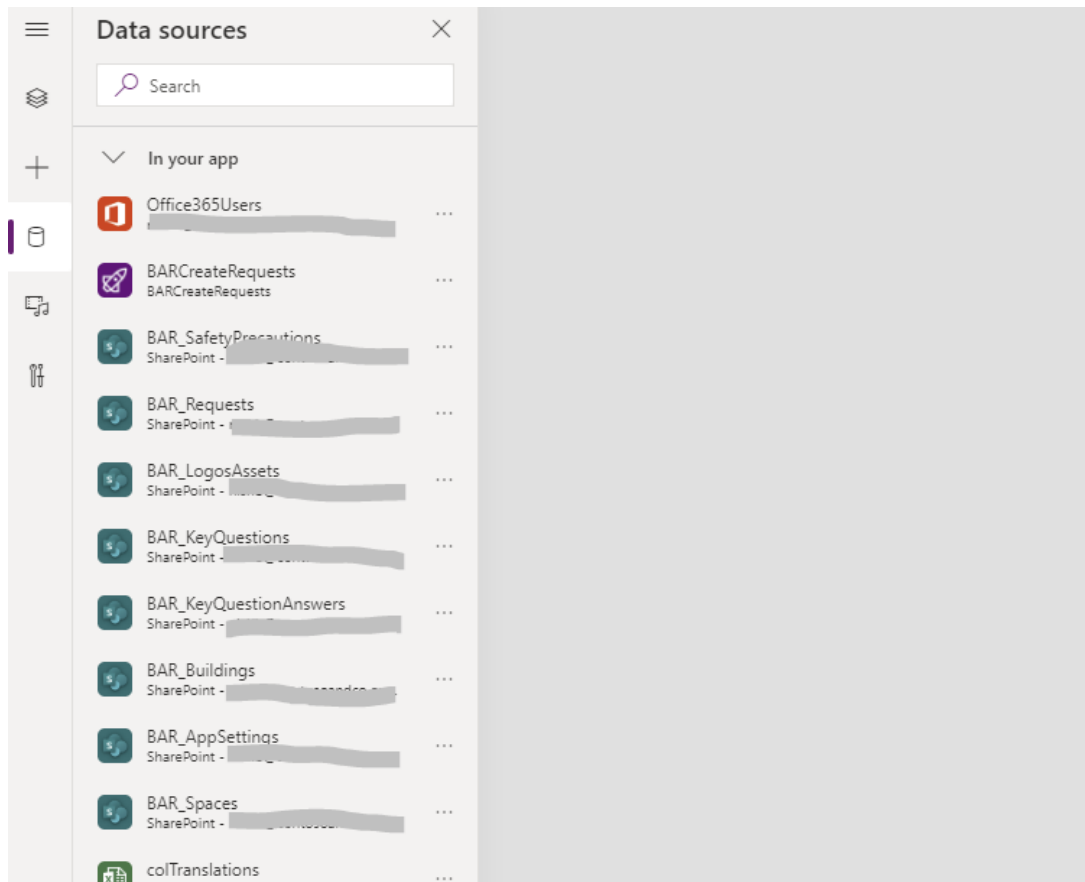 Data sources
Search
In your app
Office365Users
BARCreateRequests
BARCreateRequests
BAR_SafetyPrecautions
SharePoint -
BAR_Requests
SharePoint -
BAR_LogosAssets
SharePoint -
BAR_KeyQuestions
SharePoint -
BAR_KeyQuestionAnswers
SharePoint -
BAR_Buildings
SharePoint -
BAR_AppSettings
SharePoint -
BAR_Spaces
SharePoint -
colTranslations